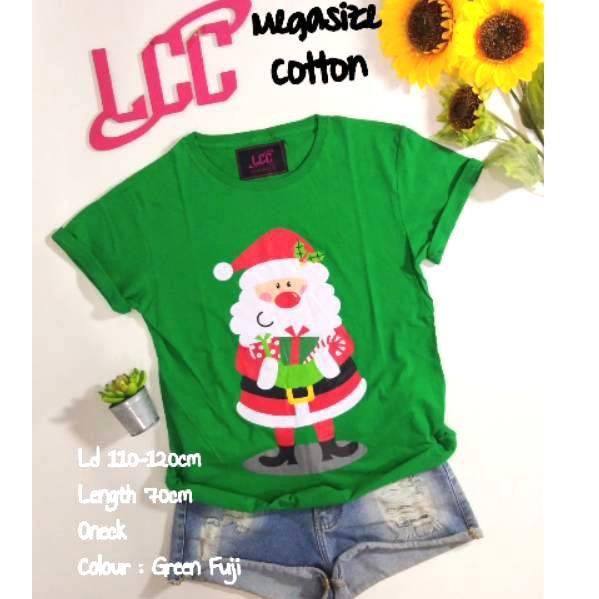 LCC
Megasize
Cotton
LCC
Ld 110-120cm
Length 70cm
Oneck
Colour : Green Fuji